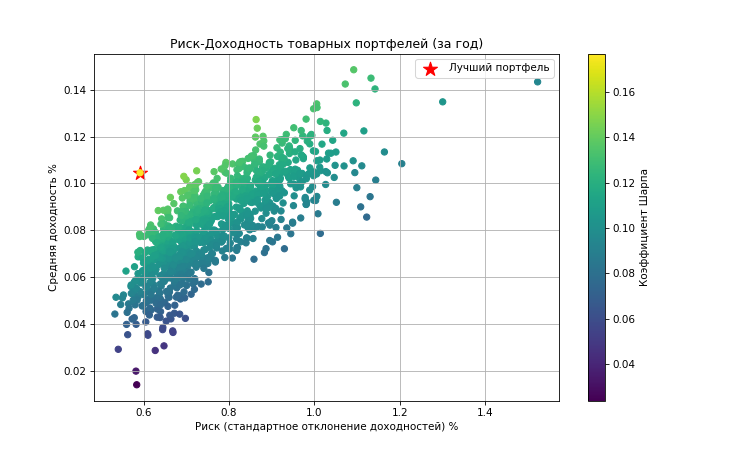 Риск-Доходность товарных портфелей (за год)
Лучший портфель
Средняя доходность %
0.14
0.12
0.10
0.08
0.06
0.04
0.02
0.6 0.8 1.0 1.2 1.4
Риск (стандартное отклонение доходностей) %
0.16
0.14
0.12
0.10
0.08
0.06
0.04
Коэффициент Шарпа